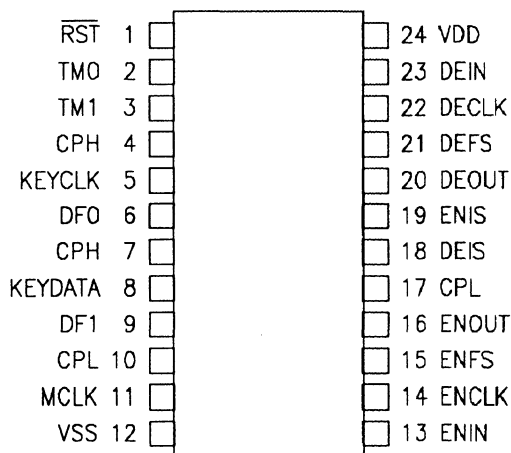 R̅S̅T̅ 1 24 VDD
TM0 2 23 DEIN
TM1 3 22 DECLK
CPH 4 21 DEFS
KEYCLK 5 20 DEOUT
DF0 6 19 ENIS
CPH 7 18 DEIS
KEYDATA 8 17 CPL
DF1 9 16 ENOUT
CPL 10 15 ENFS
MCLK 11 14 ENCLK
VSS 12 13 ENIN